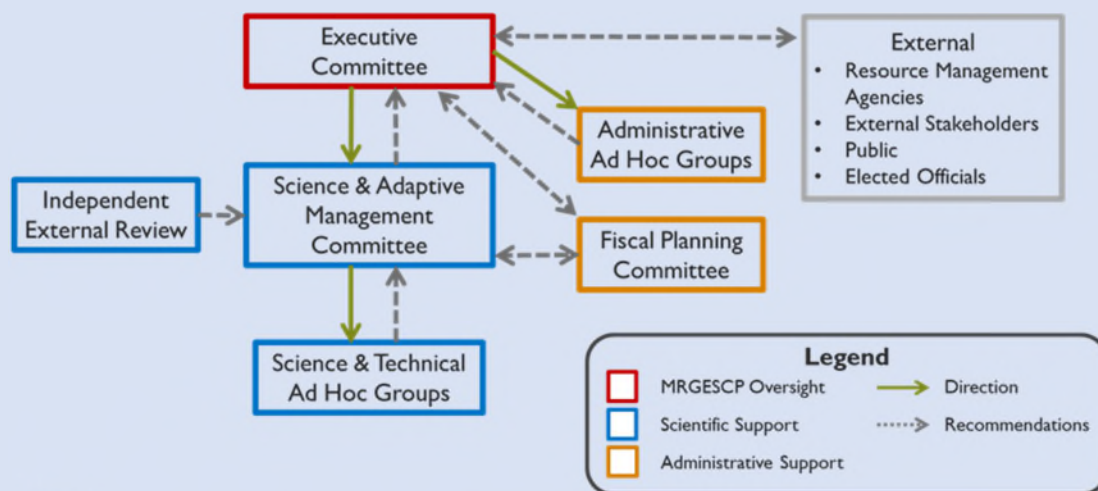 Executive
Committee
External
• Resource Management
Agencies
• External Stakeholders
• Public
• Elected Officials
Administrative
Ad Hoc Groups
Independent
External Review
Science & Adaptive
Management
Committee
Fiscal Planning
Committee
Science & Technical
Ad Hoc Groups
Legend
MRGESCP Oversight
Direction
Scientific Support
Recommendations
Administrative Support